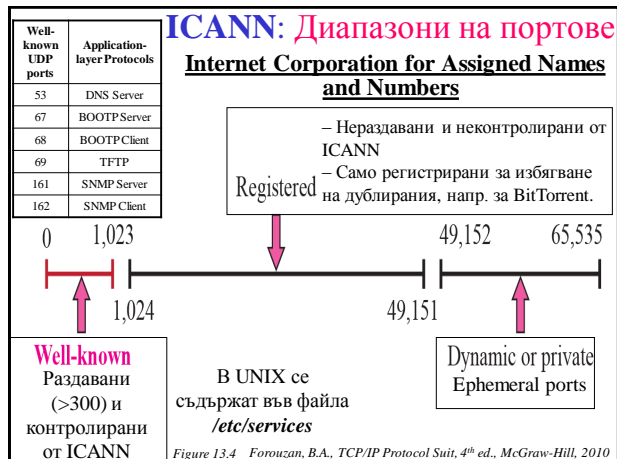 ICANN: Диапазони на портове
Internet Corporation for Assigned Names
and Numbers
Well-known UDP ports Application-layer Protocols
53 DNS Server
67 BOOTP Server
68 BOOTP Client
69 TFTP
161 SNMP Server
162 SNMP Client
Registered
– Нераздавани и неконтролирани от
ICANN
– Само регистрирани за избягване
на дублирания, напр. за BitTorrent.
0 1,023 49,152 65,535
1,024 49,151
Well-known
Раздавани
(>300) и
контролирани
от ICANN
В UNIX се
съдържат във файла
/etc/services
Dynamic or private
Ephemeral ports
Figure 13.4 Forouzan, B.A., TCP/IP Protocol Suit, 4th ed., McGraw-Hill, 2010